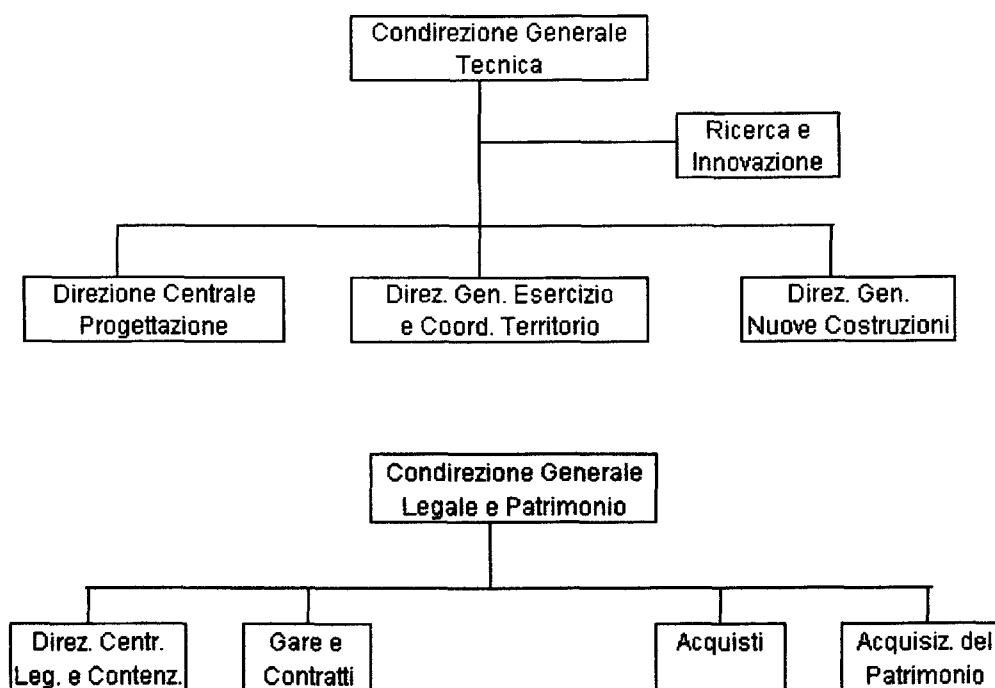 Condirezione Generale
Tecnica
Ricerca e
Innovazione
Direzione Centrale
Progettazione
Direz. Gen. Esercizio
e Coord. Territorio
Direz. Gen.
Nuove Costruzioni
Condirezione Generale
Legale e Patrimonio
Direz. Centr.
Leg. e Contenz.
Gare e
Contratti
Acquisti
Acquisiz. del
Patrimonio